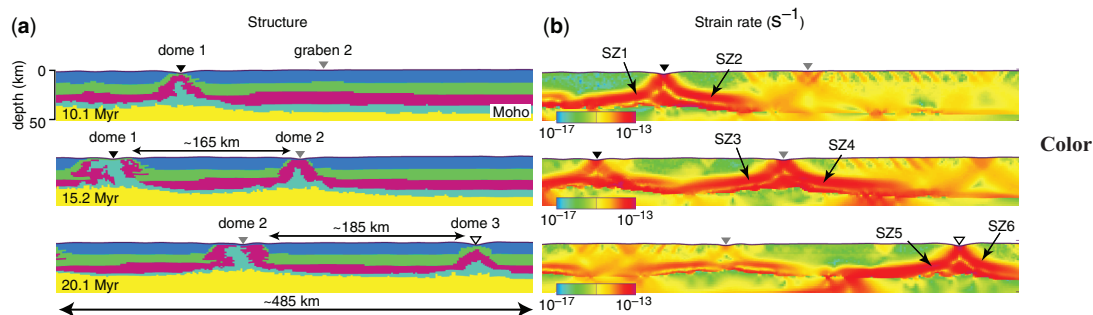 (a) Structure
dome 1 graben 2
0
depth (km)
50
10.1 Myr
Moho
dome 1 ~165 km dome 2
15.2 Myr
dome 2 ~185 km dome 3
20.1 Myr
~485 km
(b) Strain rate (s⁻¹)
SZ1 SZ2
10⁻¹⁷ 10⁻¹³
SZ3 SZ4
10⁻¹⁷ 10⁻¹³
SZ5 SZ6
10⁻¹⁷ 10⁻¹³
Color